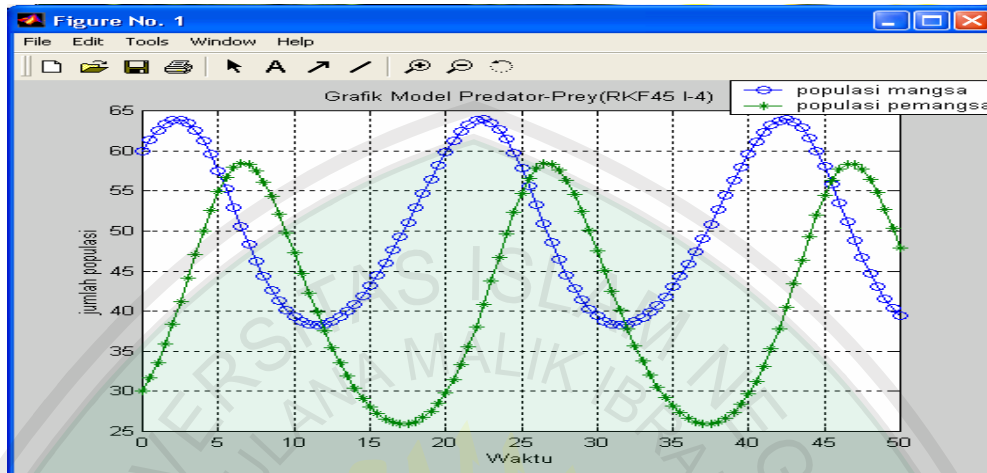 Figure No. 1
File Edit Tools Window Help
Grafik Model Predator-Prey(RKF45 I-4)
populasi mangsa
populasi pemangsa
jumlah populasi
65
60
55
50
45
40
35
30
25
0 5 10 15 20 25 30 35 40 45 50
Waktu